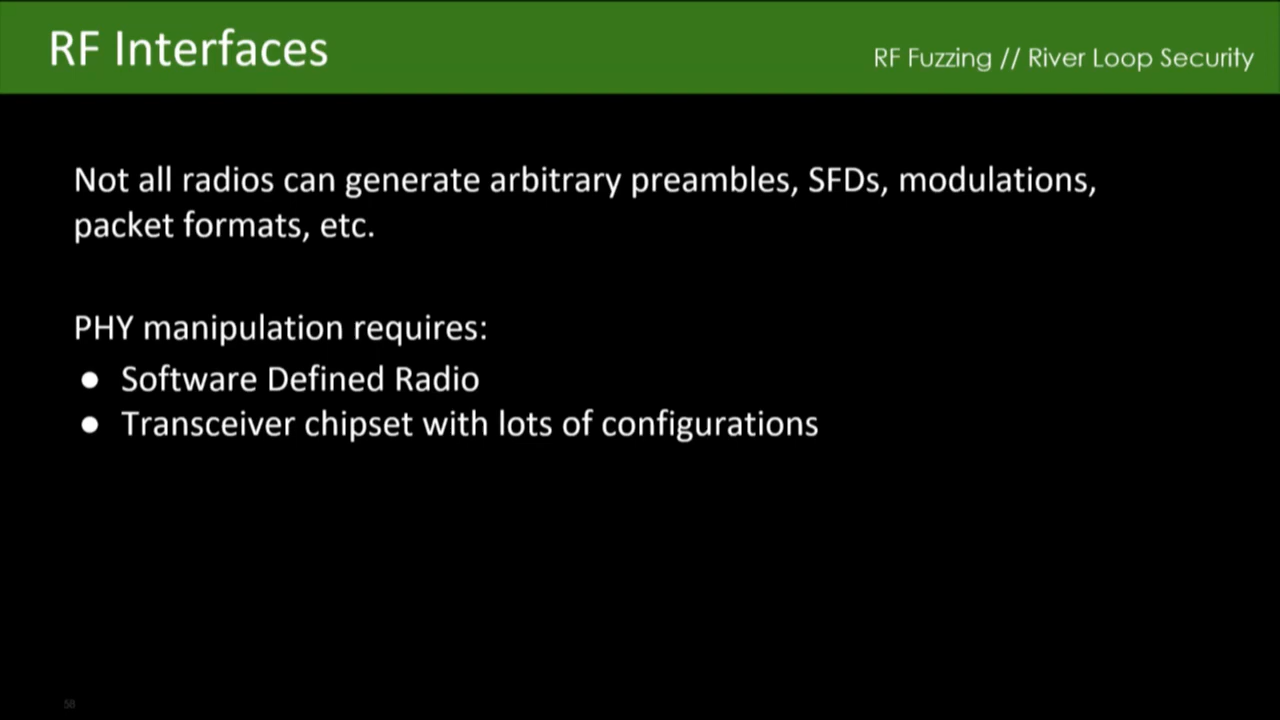 RF Interfaces
RF Fuzzing // River Loop Security
Not all radios can generate arbitrary preambles, SFDs, modulations,
packet formats, etc.
PHY manipulation requires:
● Software Defined Radio
● Transceiver chipset with lots of configurations
58